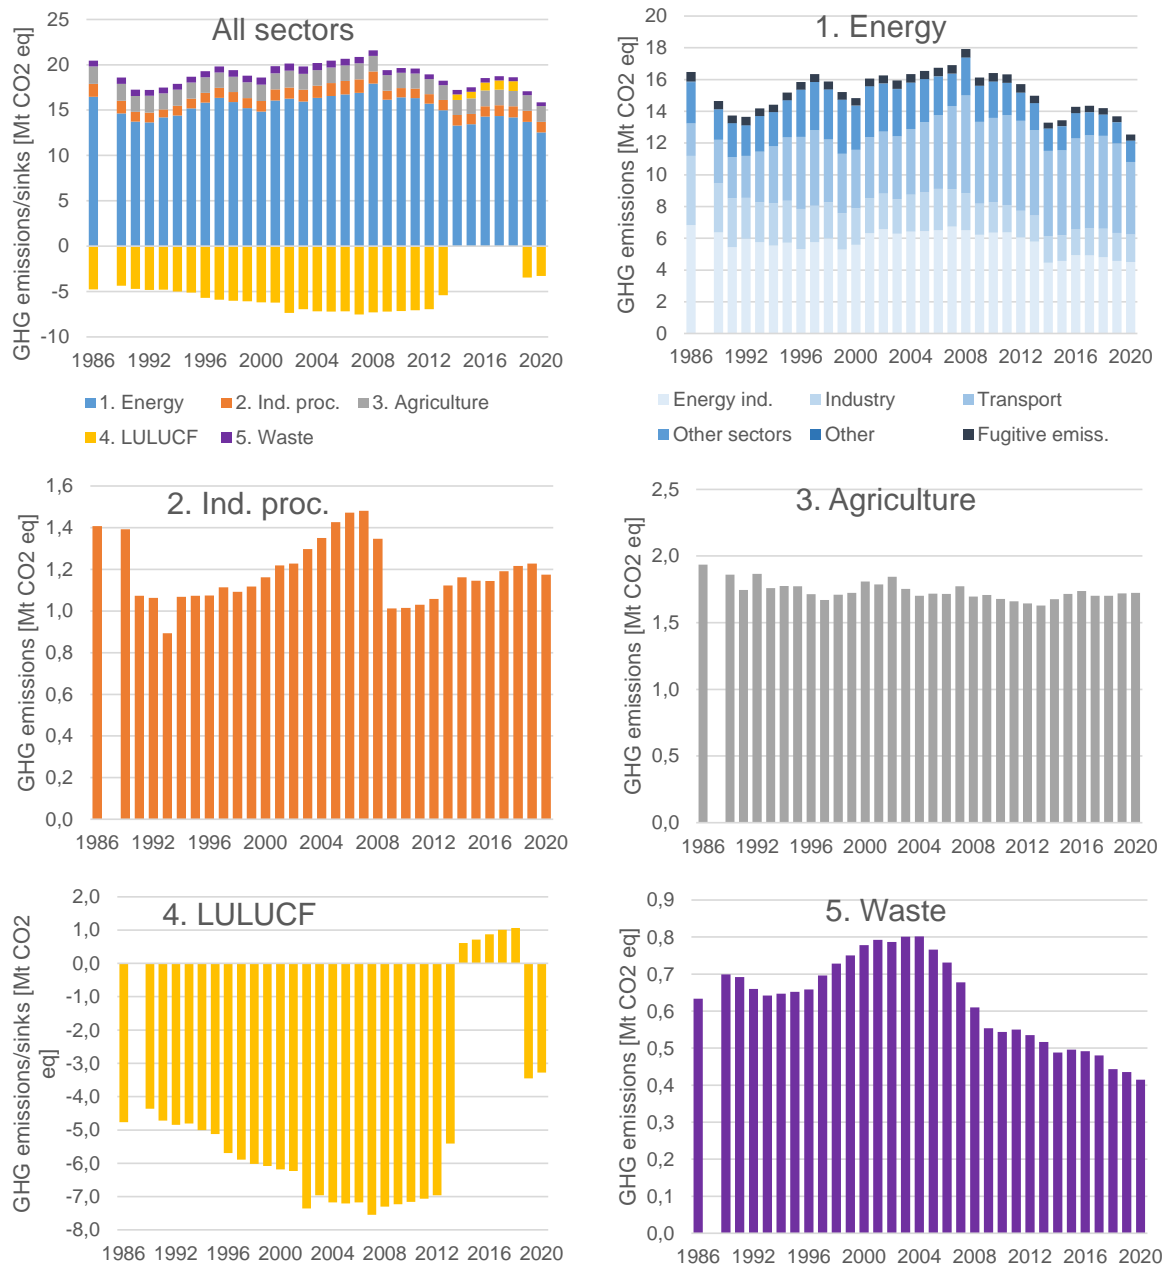 All sectors
GHG emissions/sinks [Mt CO2 eq]
25
20
15
10
5
0
-5
-10
1986 1992 1996 2000 2004 2008 2012 2016 2020
1. Energy 2. Ind. proc. 3. Agriculture
4. LULUCF 5. Waste
1. Energy
GHG emissions [Mt CO2 eq]
20
18
16
14
12
10
8
6
4
2
0
1986 1992 1996 2000 2004 2008 2012 2016 2020
Energy ind. Industry Transport
Other sectors Other Fugitive emiss.
2. Ind. proc.
GHG emissions [Mt CO2 eq]
1,6
1,4
1,2
1,0
0,8
0,6
0,4
0,2
0,0
1986 1992 1996 2000 2004 2008 2012 2016 2020
3. Agriculture
GHG emissions [Mt CO2 eq]
2,5
2,0
1,5
1,0
0,5
0,0
1986 1992 1996 2000 2004 2008 2012 2016 2020
4. LULUCF
GHG emissions/sinks [Mt CO2
eq]
2,0
1,0
0,0
-1,0
-2,0
-3,0
-4,0
-5,0
-6,0
-7,0
-8,0
1986 1992 1996 2000 2004 2008 2012 2016 2020
5. Waste
GHG emissions [Mt CO2 eq]
0,9
0,8
0,7
0,6
0,5
0,4
0,3
0,2
0,1
0,0
1986 1992 1996 2000 2004 2008 2012 2016 2020